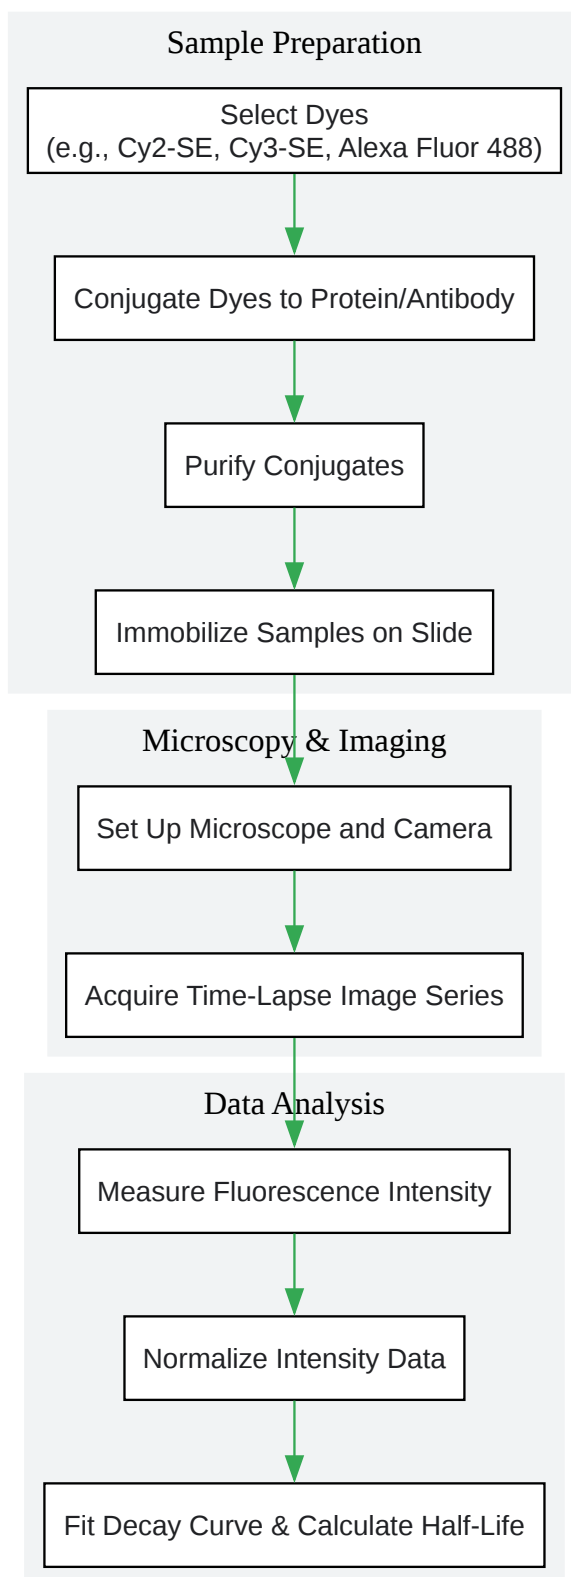 Sample Preparation
Select Dyes
(e.g., Cy2-SE, Cy3-SE, Alexa Fluor 488)
Conjugate Dyes to Protein/Antibody
Purify Conjugates
Immobilize Samples on Slide
Microscopy & Imaging
Set Up Microscope and Camera
Acquire Time-Lapse Image Series
Data Analysis
Measure Fluorescence Intensity
Normalize Intensity Data
Fit Decay Curve & Calculate Half-Life